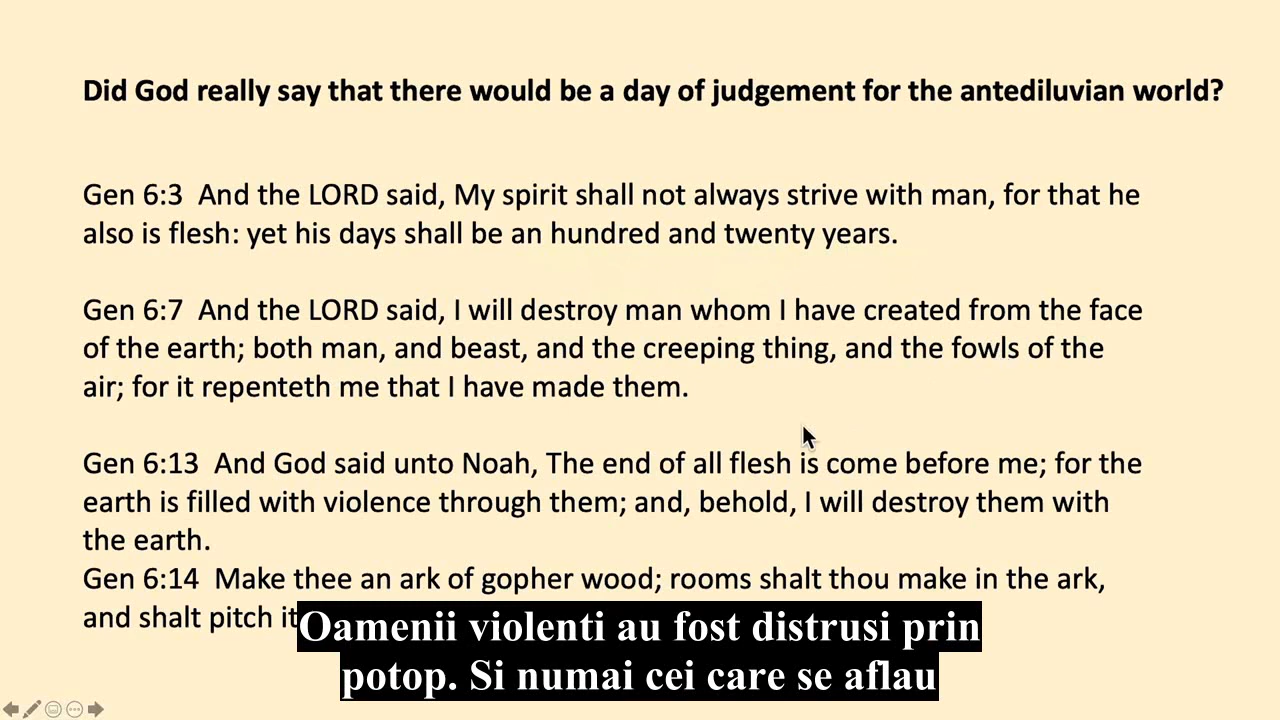 Did God really say that there would be a day of judgement for the antediluvian world?
Gen 6:3  And the LORD said, My spirit shall not always strive with man, for that he
also is flesh: yet his days shall be an hundred and twenty years.
Gen 6:7  And the LORD said, I will destroy man whom I have created from the face
of the earth; both man, and beast, and the creeping thing, and the fowls of the
air; for it repenteth me that I have made them.
Gen 6:13  And God said unto Noah, The end of all flesh is come before me; for the
earth is filled with violence through them; and, behold, I will destroy them with
the earth.
Gen 6:14  Make thee an ark of gopher wood; rooms shalt thou make in the ark,
and shalt pitch it
Oamenii violenti au fost distrusi prin
potop. Si numai cei care se aflau